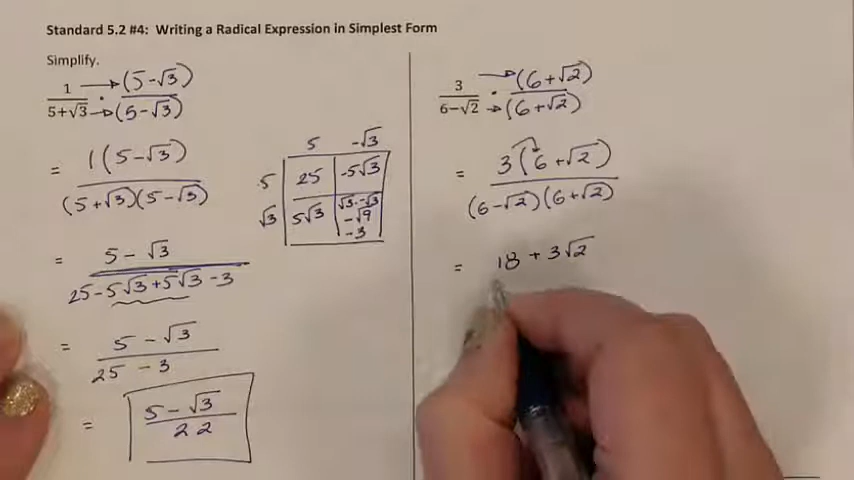 Standard 5.2 #4: Writing a Radical Expression in Simplest Form
Simplify.
1/(5+√3) · (5-√3)/(5-√3)
= 1(5-√3)/((5+√3)(5-√3))
5 -√3
5 25 -5√3
√3 5√3 √3·-√3
-√9
-3
= (5 - √3)/(25-5√3+5√3-3)
= (5 - √3)/(25 - 3)
= (5 - √3)/22
3/(6-√2) · (6+√2)/(6+√2)
= 3(6+√2)/((6-√2)(6+√2))
= 18 + 3√2